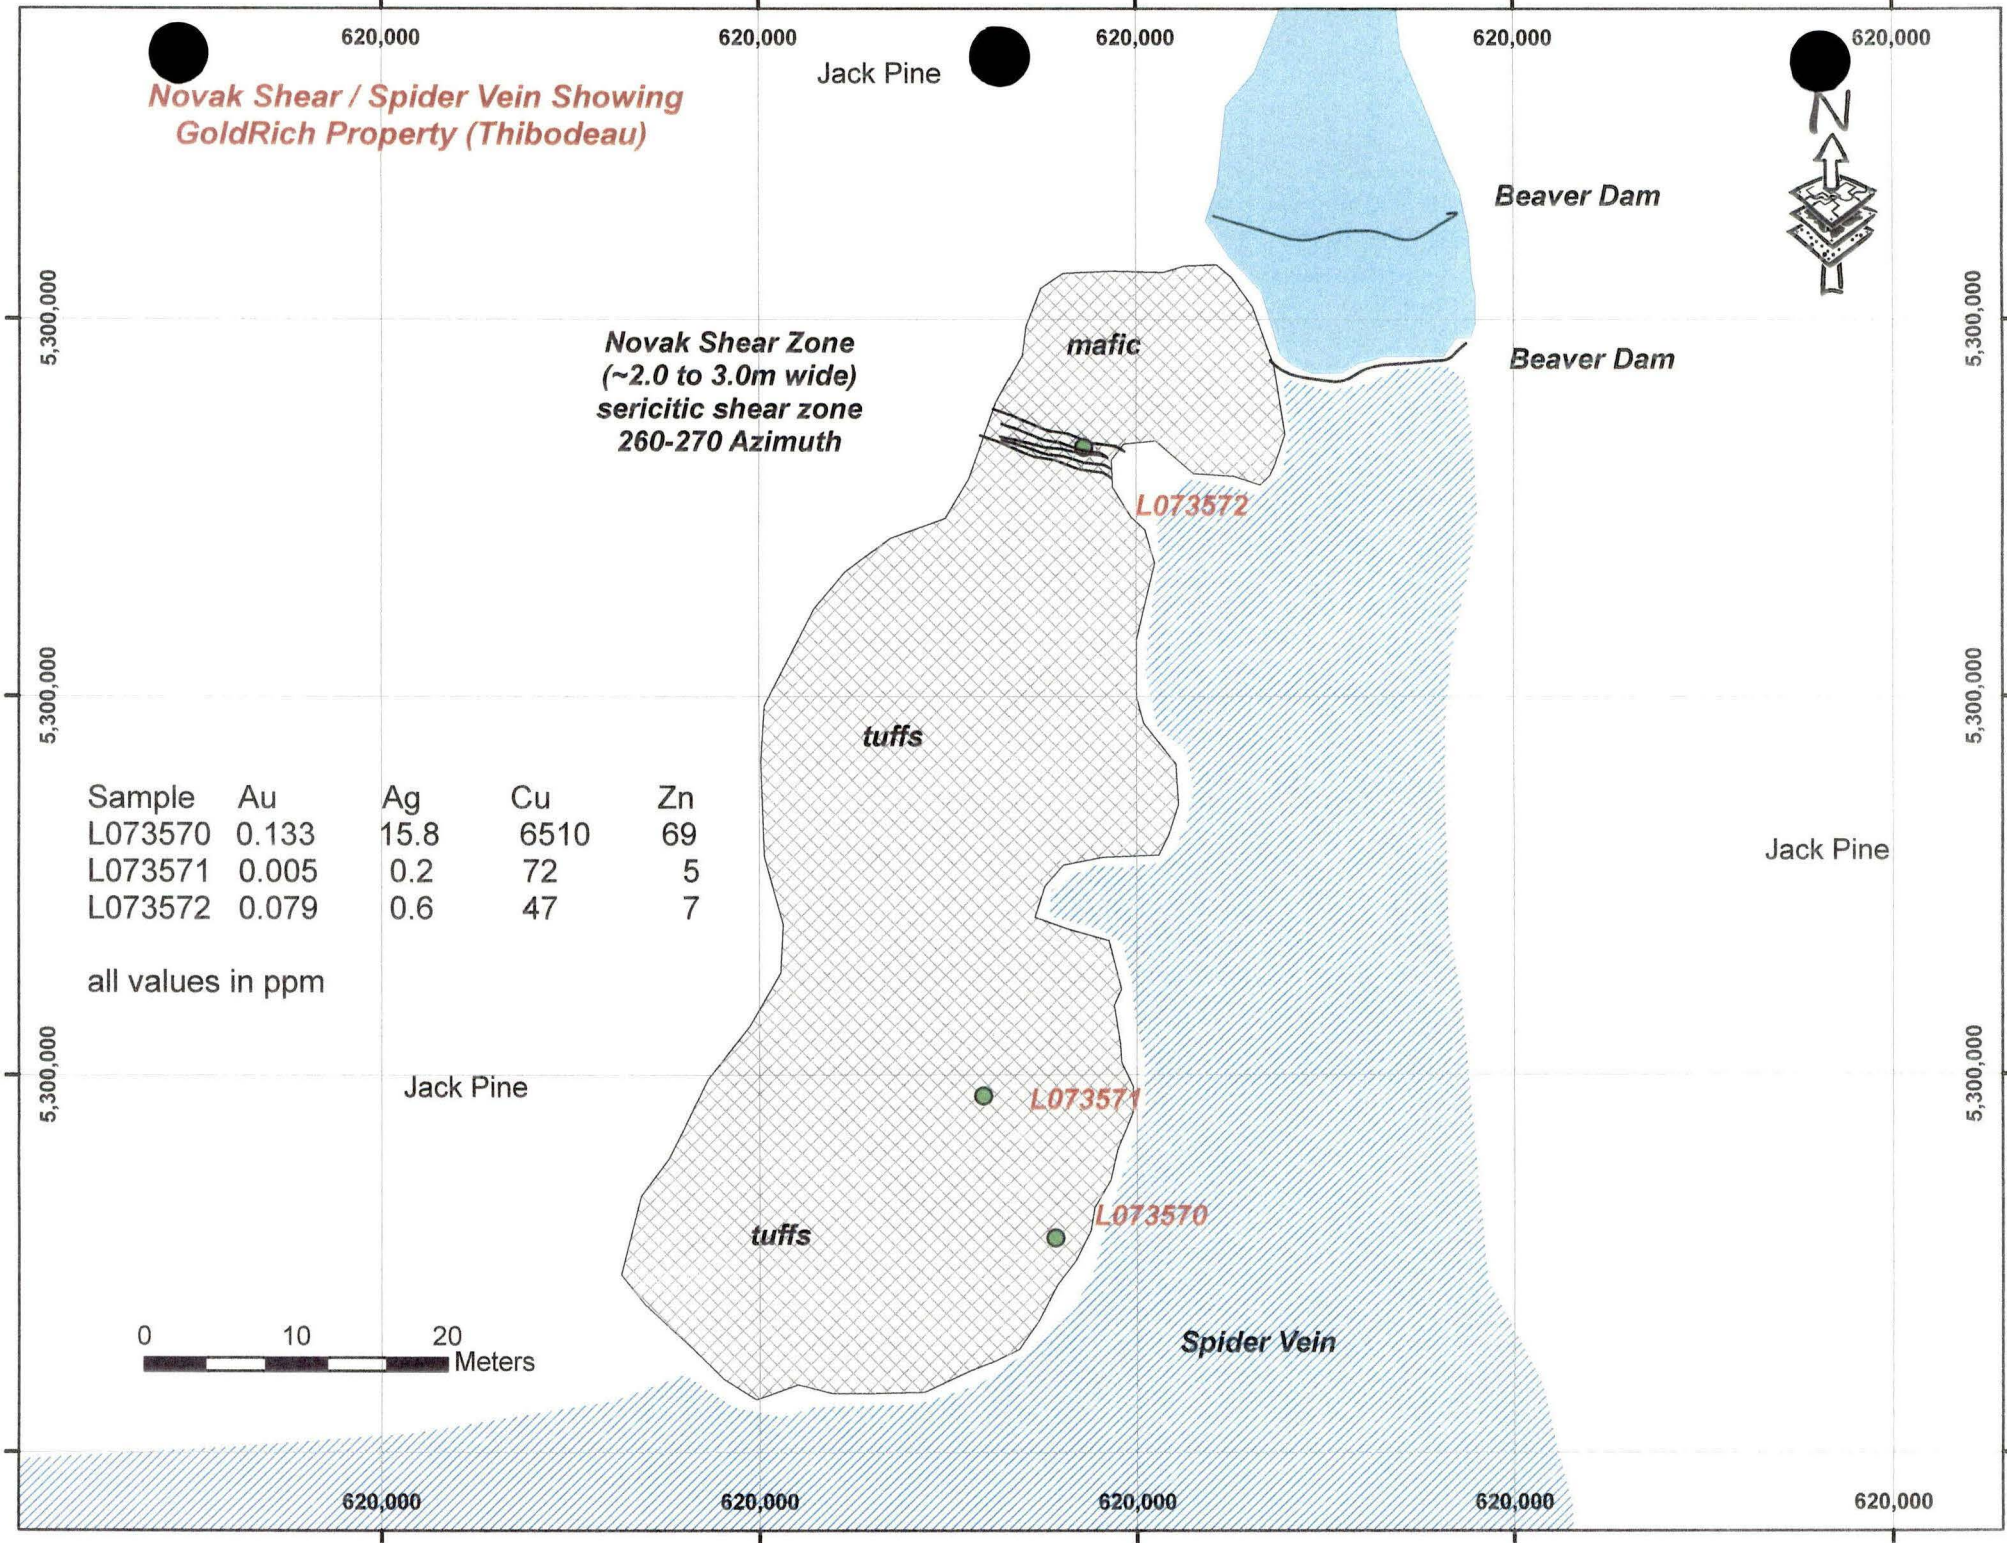 620,000 620,000 620,000 620,000 620,000
Jack Pine
Novak Shear / Spider Vein Showing
GoldRich Property (Thibodeau)
N
Beaver Dam
5,300,000
5,300,000
Novak Shear Zone
(~2.0 to 3.0m wide)
sericitic shear zone
260-270 Azimuth
mafic
Beaver Dam
L073572
5,300,000
5,300,000
tuffs
Sample Au Ag Cu Zn
L073570 0.133 15.8 6510 69
L073571 0.005 0.2 72 5
L073572 0.079 0.6 47 7
all values in ppm
Jack Pine
5,300,000
5,300,000
Jack Pine
L073571
L073570
tuffs
Spider Vein
0 10 20
Meters
620,000 620,000 620,000 620,000 620,000